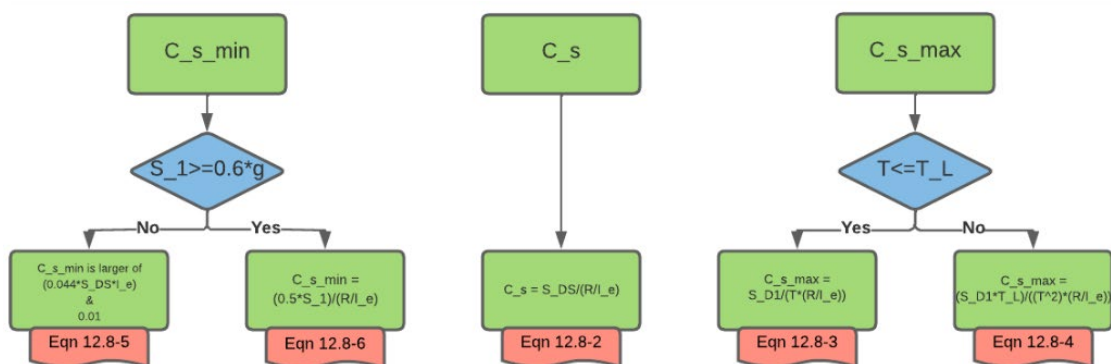 C_s_min
C_s
C_s_max
S_1>=0.6*g
T<=T_L
No
Yes
Yes
No
C_s_min is larger of
(0.044*S_DS*I_e)
&
0.01
C_s_min =
(0.5*S_1)/(R/I_e)
C_s = S_DS/(R/I_e)
C_s_max =
S_D1/(T*(R/I_e))
C_s_max =
(S_D1*T_L)/((T^2)*(R/I_e))
Eqn 12.8-5
Eqn 12.8-6
Eqn 12.8-2
Eqn 12.8-3
Eqn 12.8-4